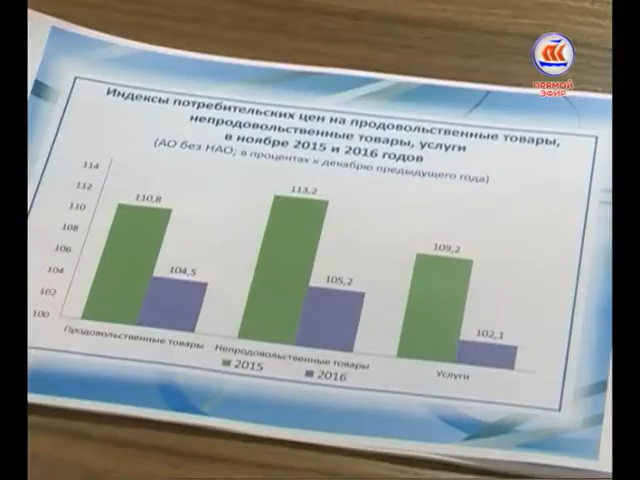 ПРЯМОЙ
ЭФИР
Индексы потребительских цен на продовольственные товары,
непродовольственные товары, услуги
в ноябре 2015 и 2016 годов
(АО без НАО; в процентах к декабрю предыдущего года)
114
112
110
108
106
104
102
100
110,8
104,5
113,2
105,2
109,2
102,1
Продовольственные товары
Непродовольственные товары
Услуги
2015
2016